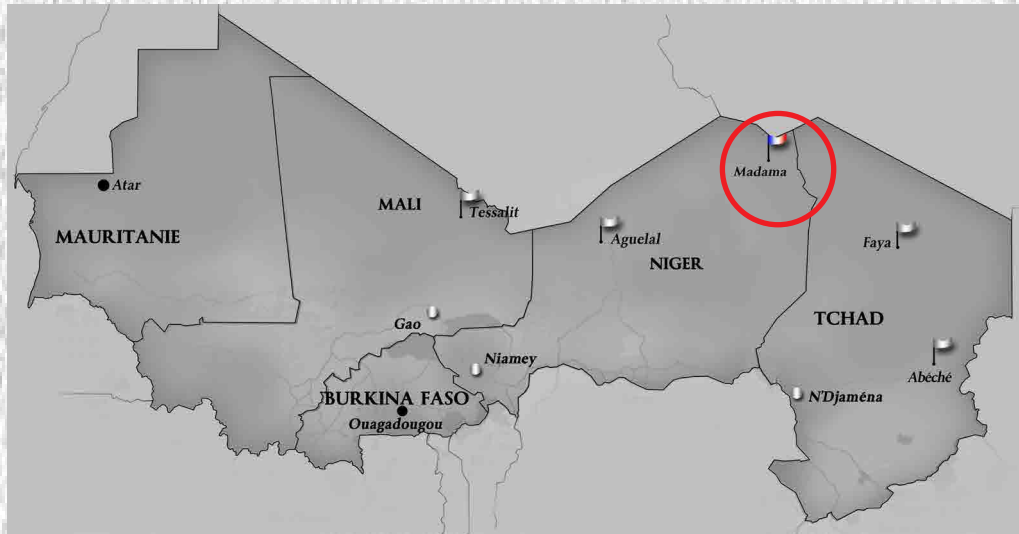 Atar
MAURITANIE
MALI
Tessalit
Gao
Niamey
BURKINA FASO
Ouagadougou
Aguelal
NIGER
Madama
Faya
TCHAD
Abéché
N'Djaména